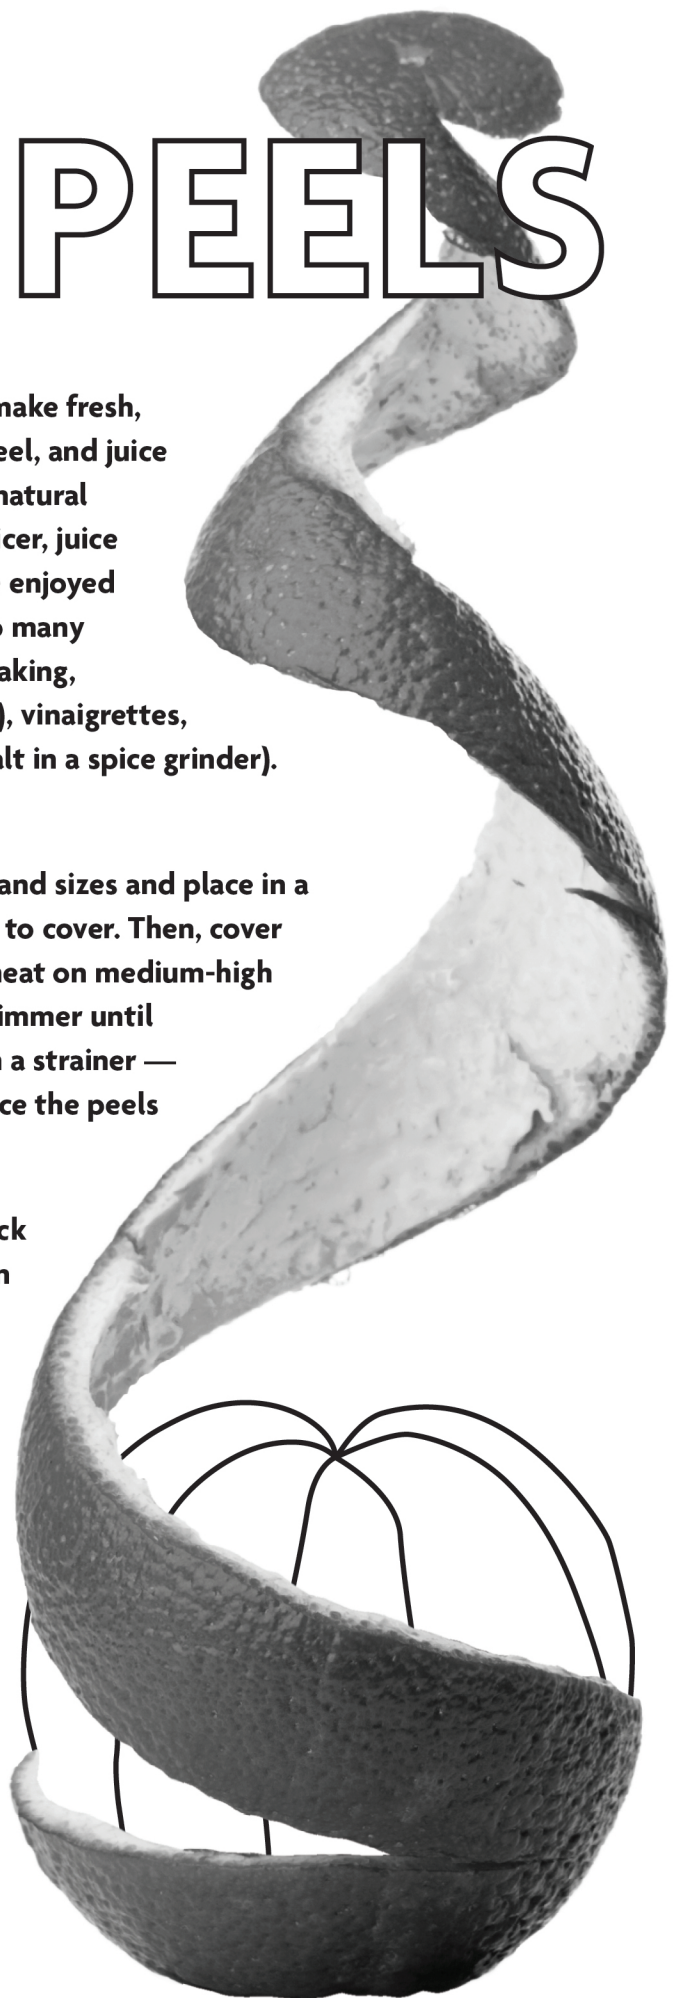 PEELS
make fresh,
eel, and juice
natural
icer, juice
enjoyed
many
aking,
), vinaigrettes,
alt in a spice grinder).
and sizes and place in a
to cover. Then, cover
heat on medium-high
immer until
a strainer —
ce the peels
ck